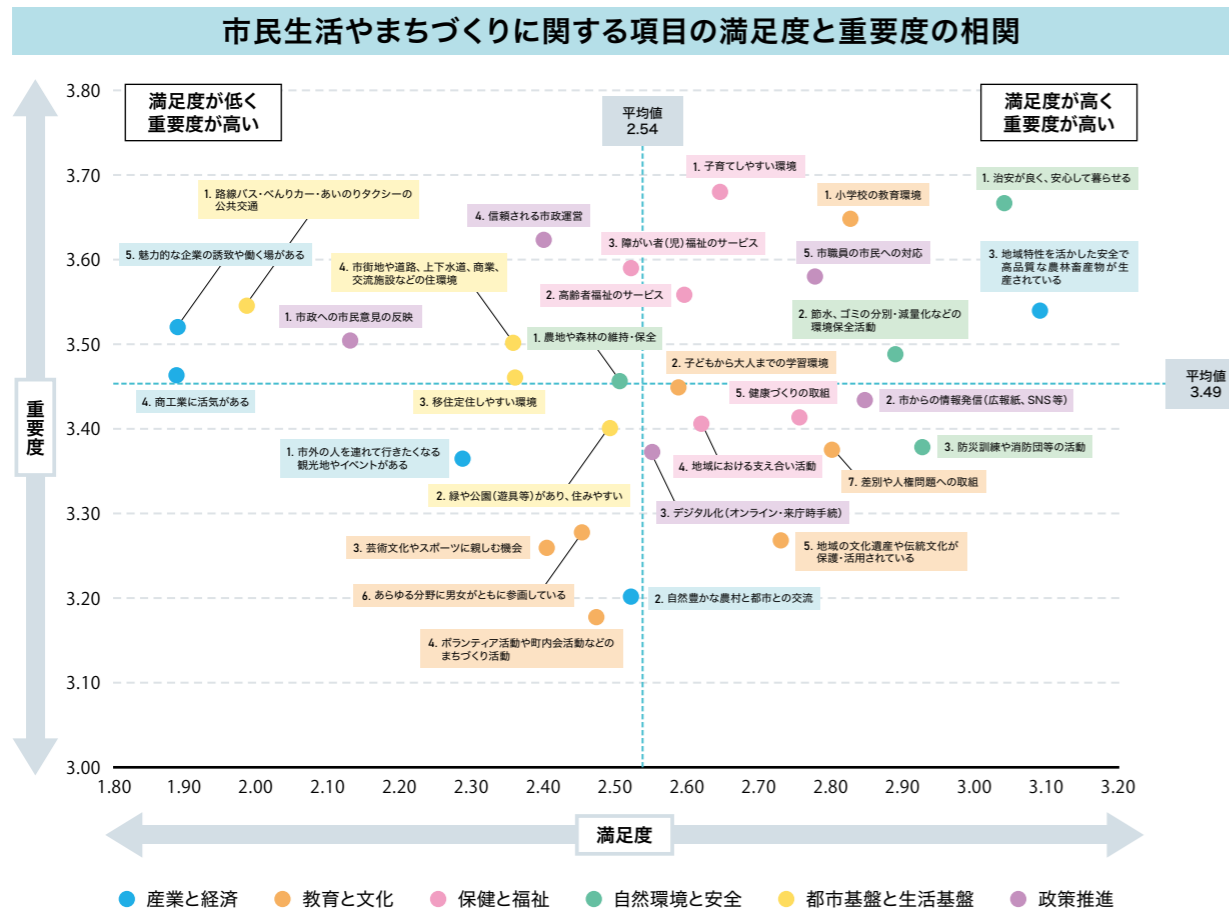 市民生活やまちづくりに関する項目の満足度と重要度の相関
満足度が低く
重要度が高い
平均値
2.54
満足度が高く
重要度が高い
3.80
3.70
3.60
3.50
3.40
3.30
3.20
3.10
3.00
重要度
平均値
3.49
1. 子育てしやすい環境
1. 治安が良く、安心して暮らせる
1. 路線バス・べんりカー・あいのりタクシーの
公共交通
1. 小学校の教育環境
4. 信頼される市政運営
3. 障がい者（児）福祉のサービス
5. 市職員の市民への対応
3. 地域特性を活かした安全で
高品質な農林畜産物が生
産されている
5. 魅力的な企業の誘致や働く場がある
4. 市街地や道路、上下水道、商業、
交流施設などの住環境
2. 高齢者福祉のサービス
1. 市政への市民意見の反映
2. 節水、ゴミの分別・減量化などの
環境保全活動
1. 農地や森林の維持・保全
2. 子どもから大人までの学習環境
4. 商工業に活気がある
3. 移住定住しやすい環境
5. 健康づくりの取組
2. 市からの情報発信（広報紙、SNS等）
1. 市外の人を連れて行きたくなる
観光地やイベントがある
4. 地域における支え合い活動
3. 防災訓練や消防団等の活動
7. 差別や人権問題への取組
2. 緑や公園（遊具等）があり、住みやすい
3. デジタル化（オンライン・来庁時手続）
3. 芸術文化やスポーツに親しむ機会
5. 地域の文化遺産や伝統文化が
保護・活用されている
6. あらゆる分野に男女がともに参画している
2. 自然豊かな農村と都市との交流
4. ボランティア活動や町内会活動などの
まちづくり活動
1.80 1.90 2.00 2.10 2.20 2.30 2.40 2.50 2.60 2.70 2.80 2.90 3.00 3.10 3.20
満足度
産業と経済 教育と文化 保健と福祉 自然環境と安全 都市基盤と生活基盤 政策推進